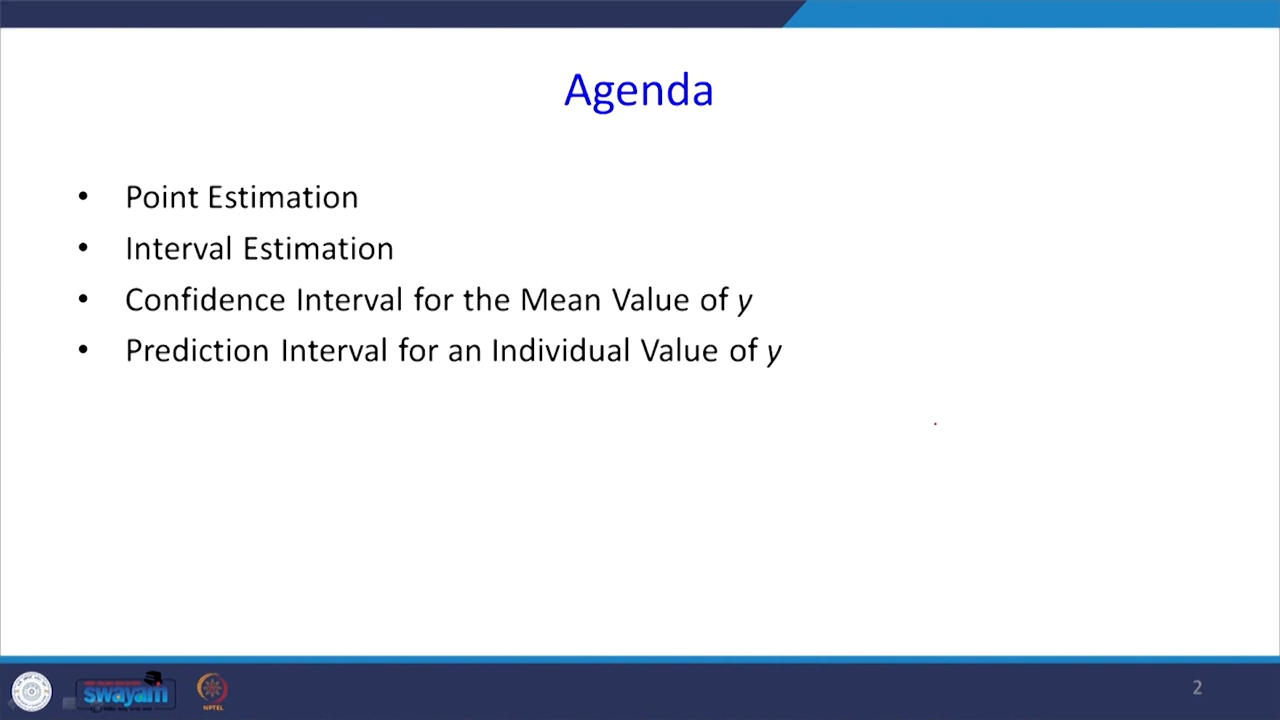 Agenda
• Point Estimation
• Interval Estimation
• Confidence Interval for the Mean Value of y
• Prediction Interval for an Individual Value of y
swayam
NPTEL
2